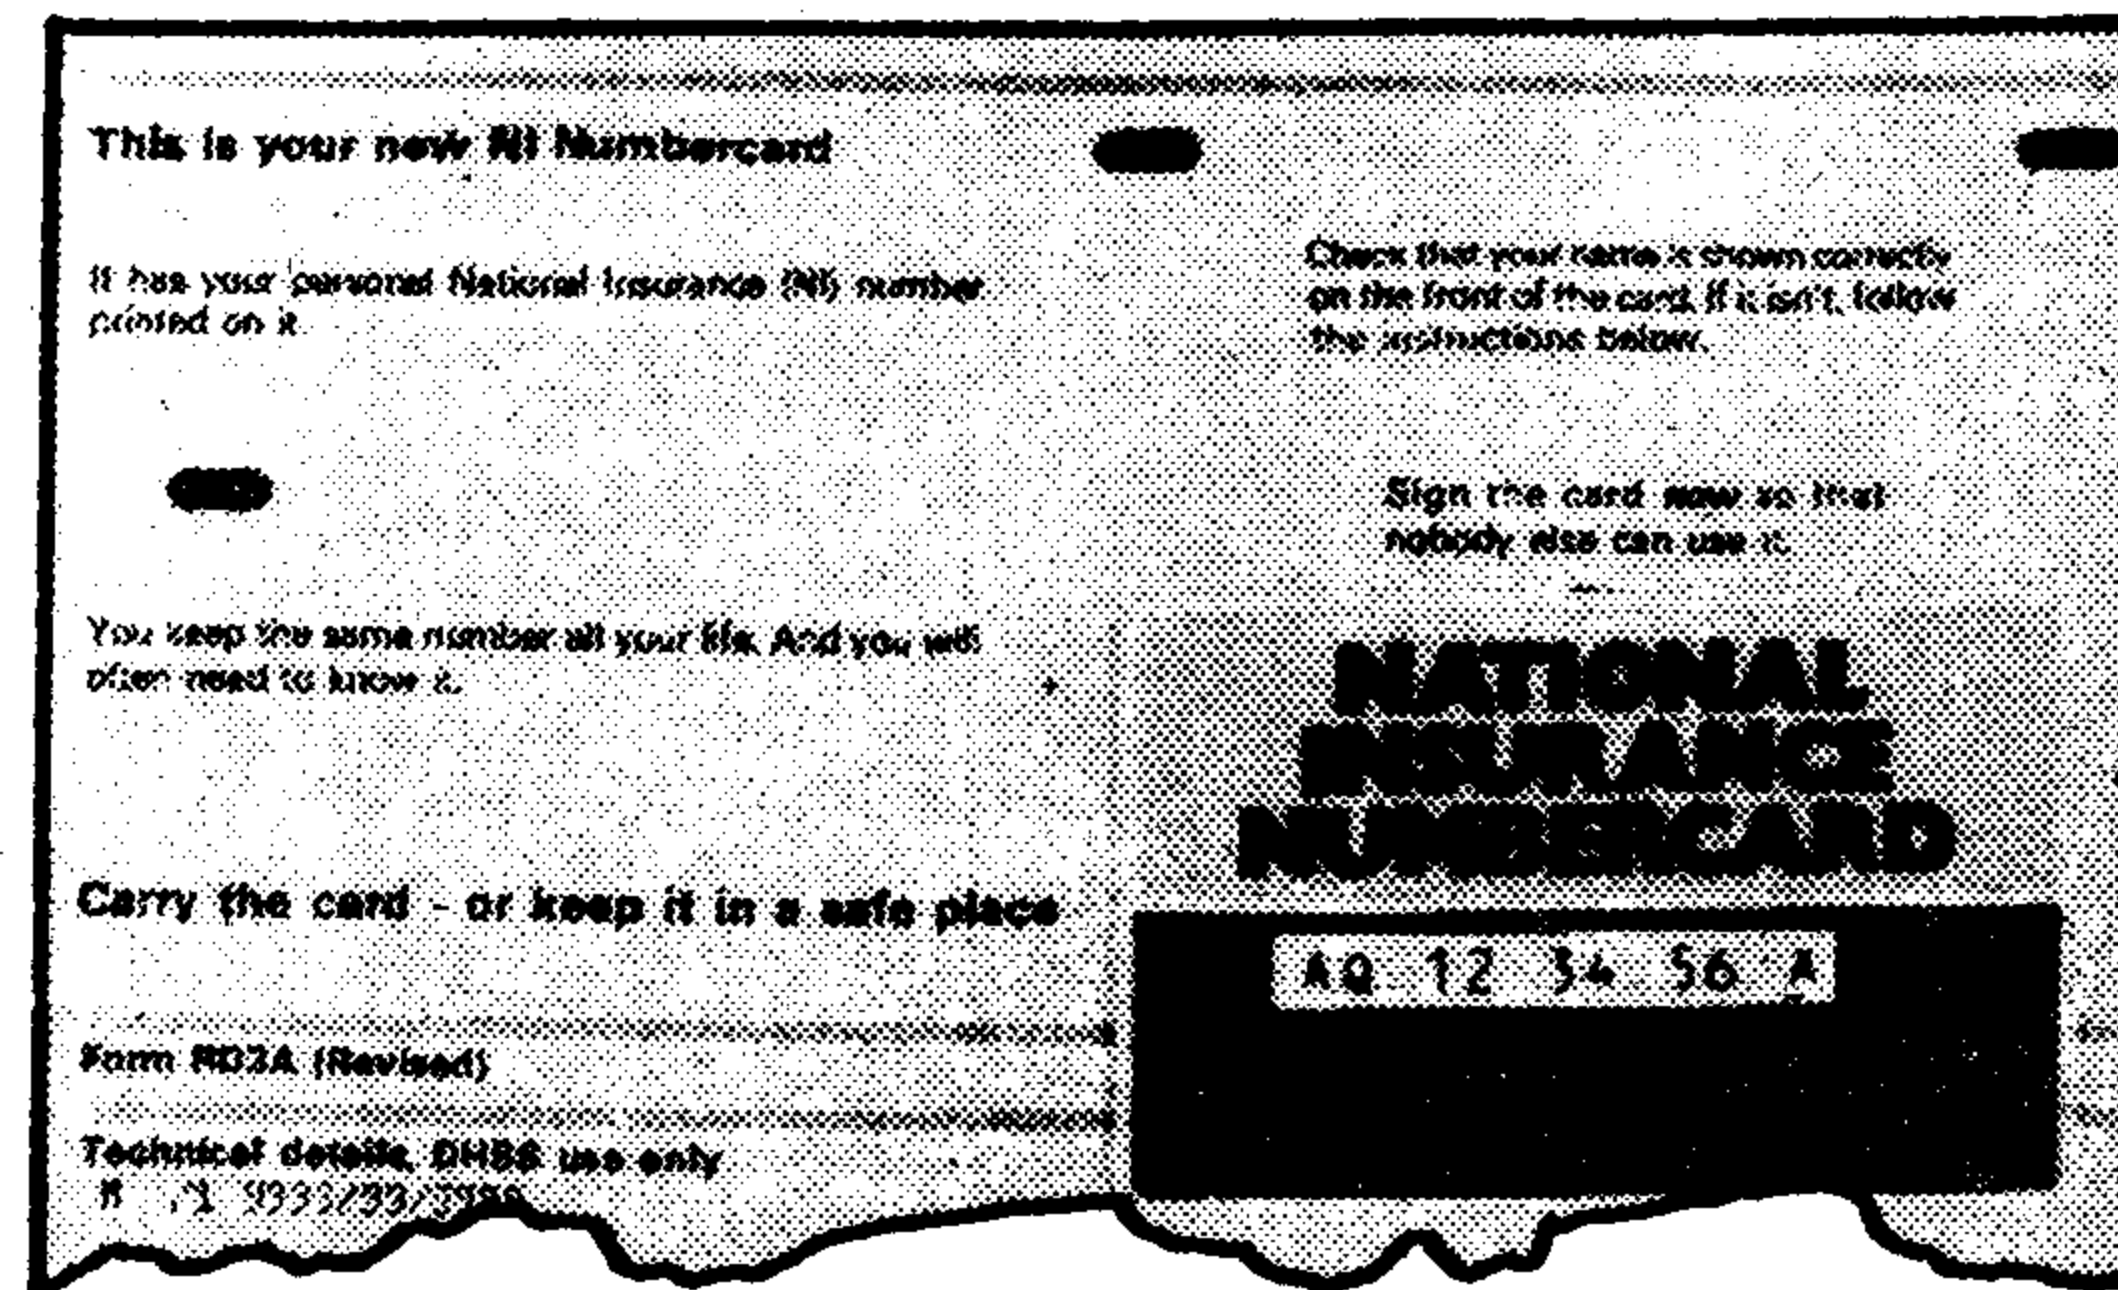 This is your new NI Numbercard
It has your personal National Insurance (NI) number
printed on it.
You keep the same number all your life. And you will
often need to know it.
Carry the card - or keep it in a safe place
Form RD3A (Revised)
Technical details, DHSS use only
Check that your name is shown correctly
on the front of the card. If it isn't, follow
the instructions below.
Sign the card now so that
nobody else can use it.
NATIONAL
INSURANCE
NUMBERCARD
AQ 12 34 56 A